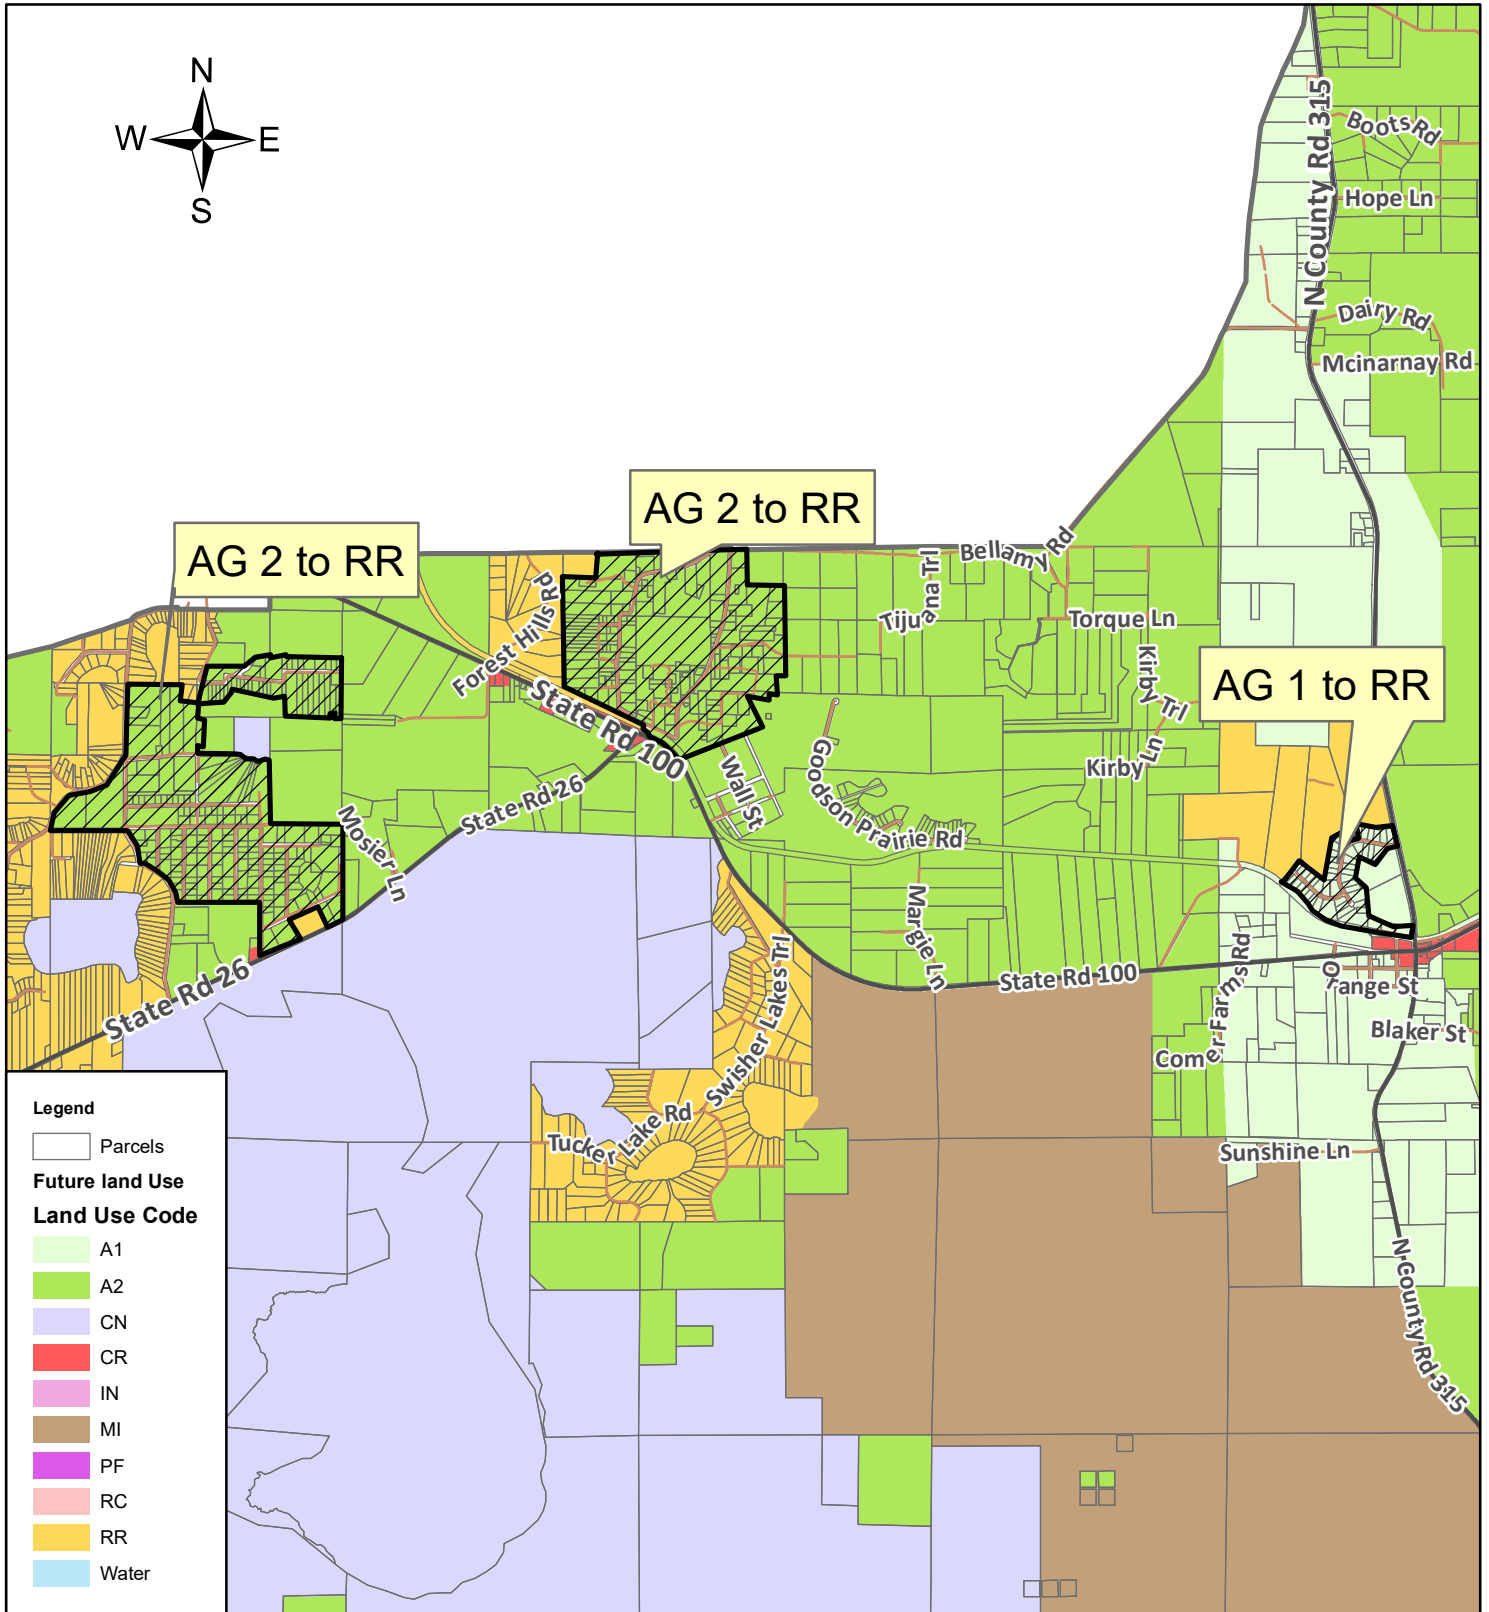 N
W E
S
N County Rd 315
Boots Rd
Hope Ln
Dairy Rd
Mcinarnay Rd
AG 2 to RR
AG 2 to RR
Bellamy Rd
Forest Hills Rd
Tijuana Trl
Torque Ln
Kirby Trl
AG 1 to RR
State Rd 100
Kirby Ln
Wall St
Goodson Prairie Rd
State Rd 26
Mosier Ln
Margie Ln
State Rd 26
Swisher Lakes Trl
State Rd 100
Comer Farms Rd
Orange St
Blaker St
Tucker Lake Rd
Sunshine Ln
N County Rd 315
Legend
Parcels
Future land Use
Land Use Code
A1
A2
CN
CR
IN
MI
PF
RC
RR
Water